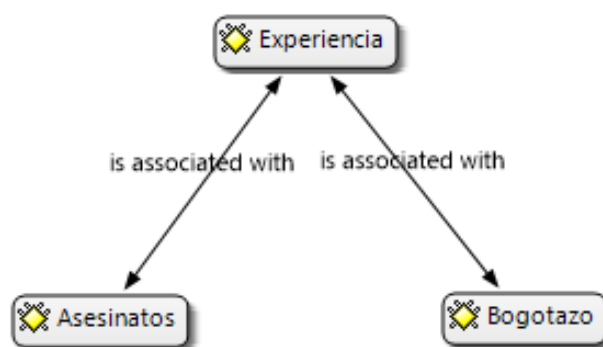 Experiencia
is associated with
is associated with
Asesinatos
Bogotazo